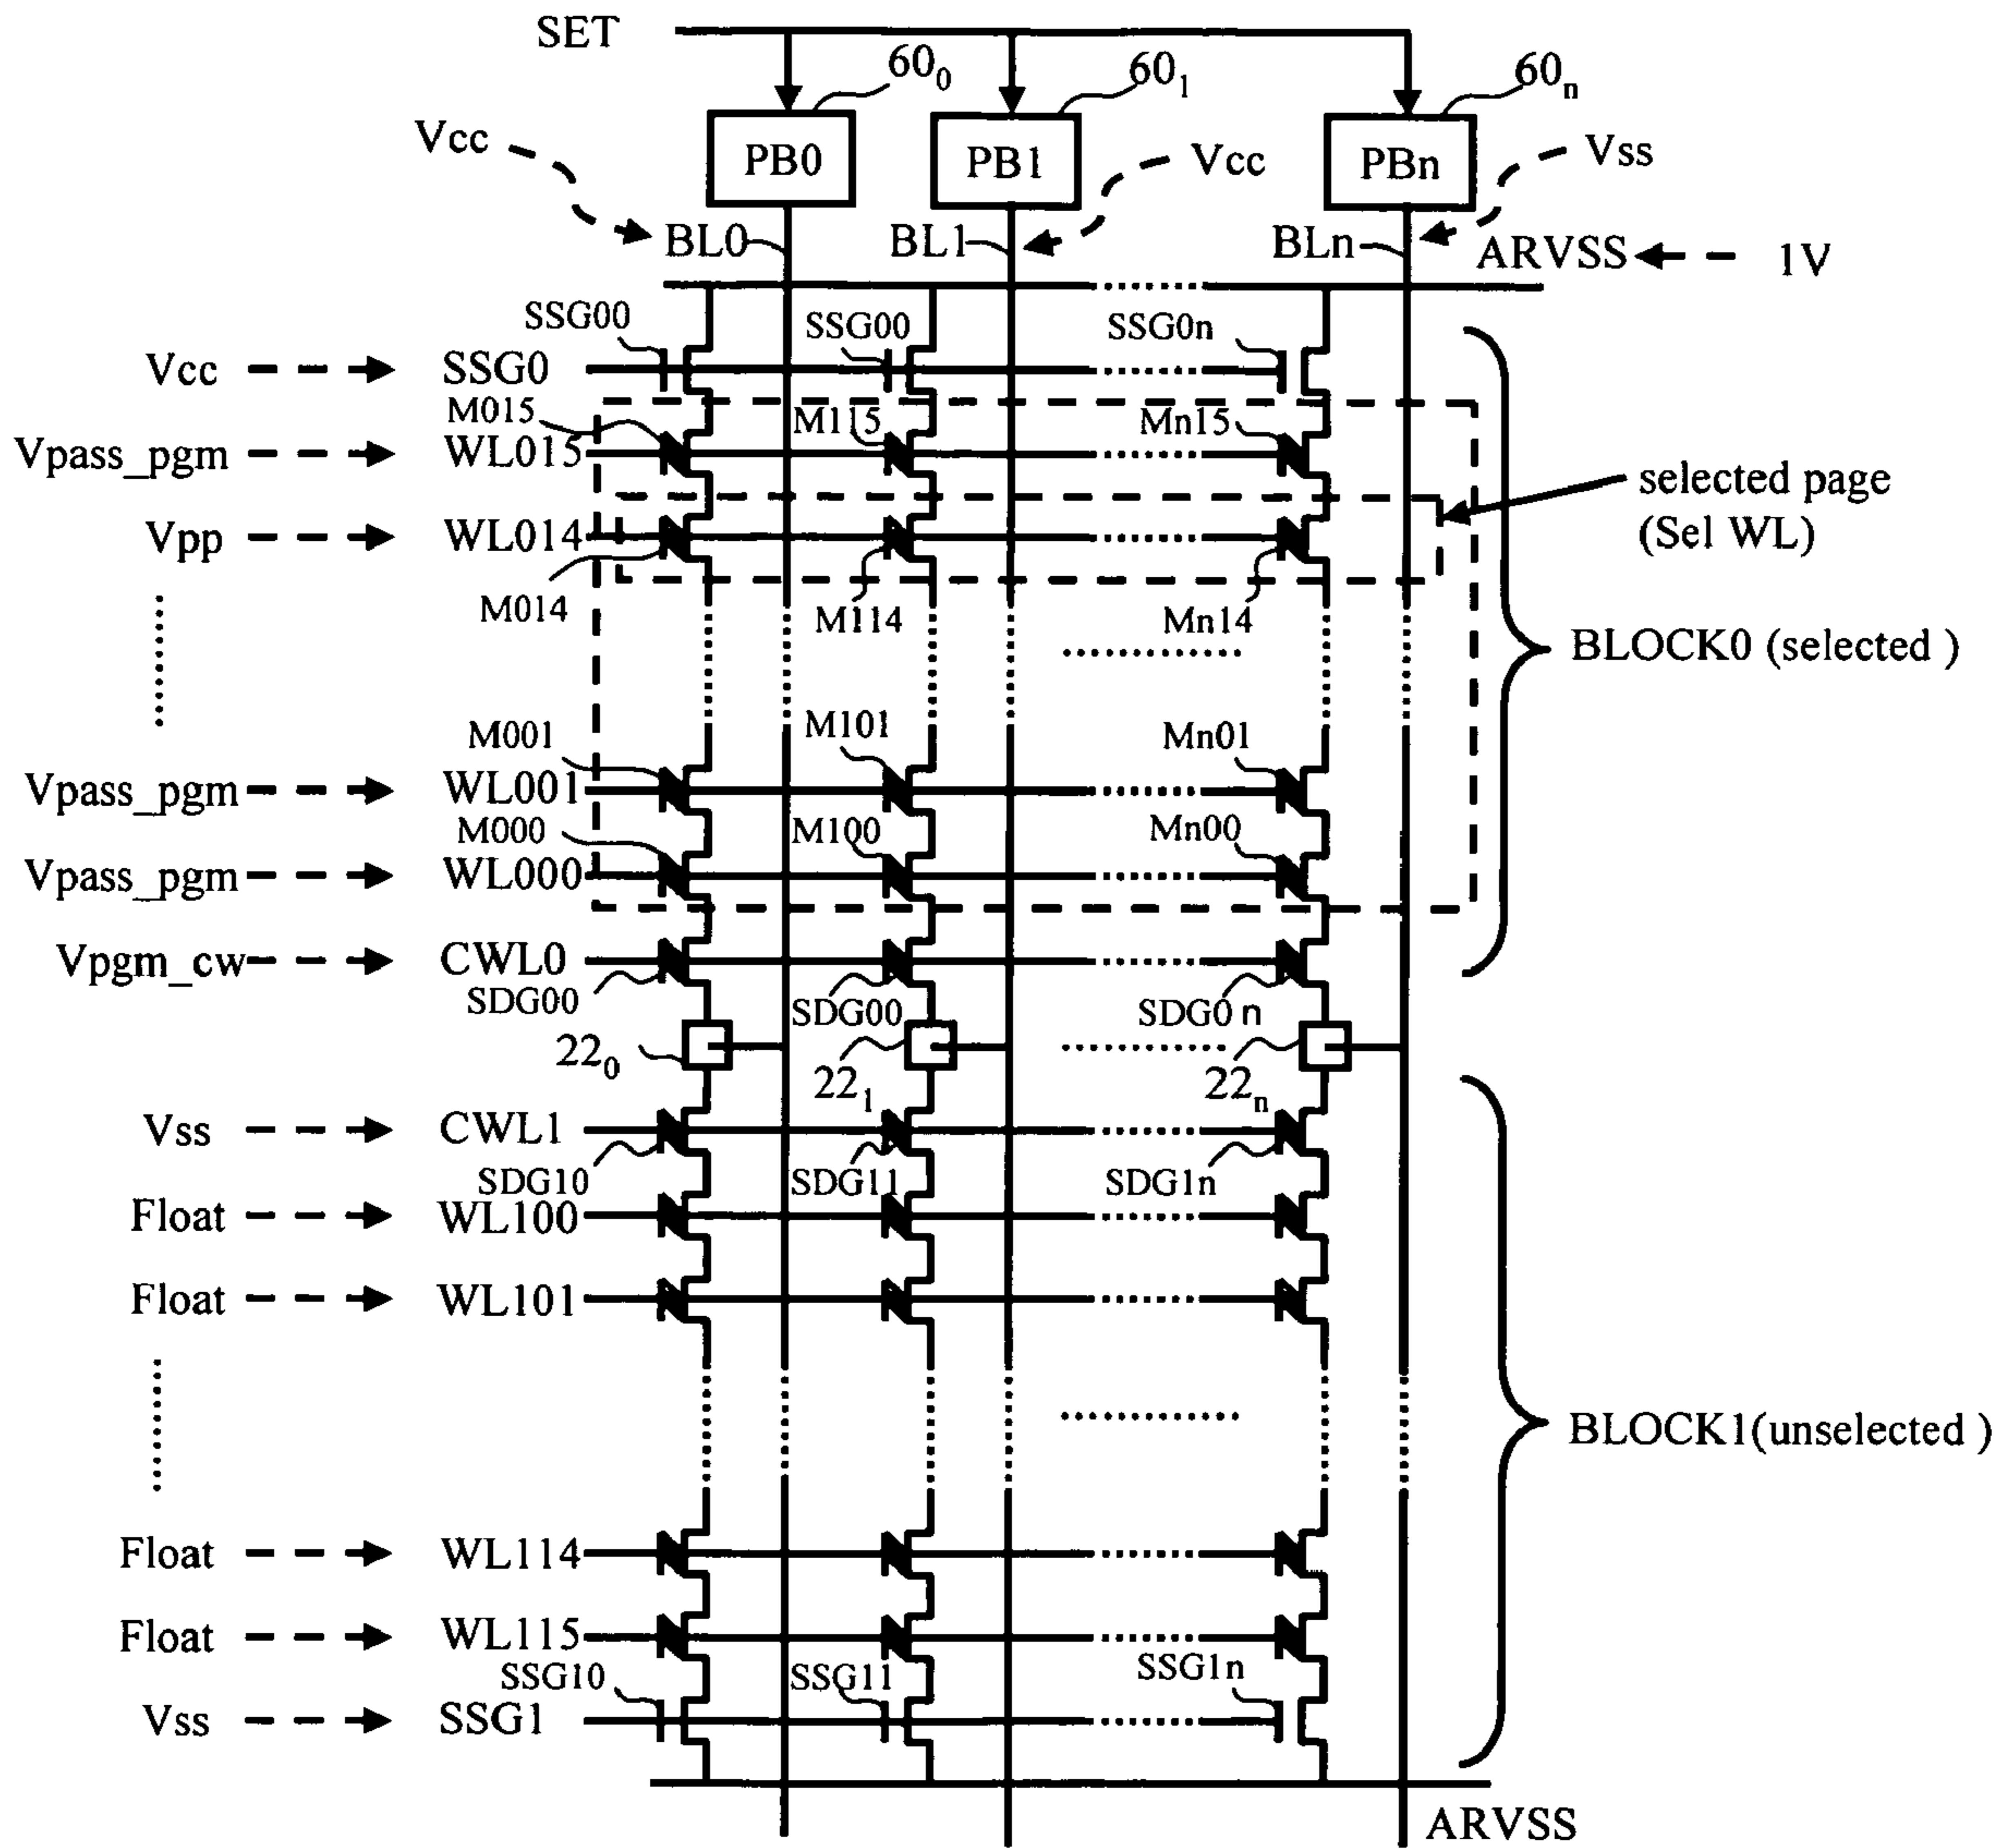 SET
60₀ 60₁ 60ₙ
Vcc PB0 PB1 Vcc PBn Vss
BL0 BL1 BLn ARVSS 1V
SSG00 SSG00 SSG0n
Vcc SSG0
M015 M115 Mn15
Vpass_pgm WL015
selected page
(Sel WL)
Vpp WL014
M014 M114 Mn14
BLOCK0 (selected )
M001 M101 Mn01
Vpass_pgm WL001
M000 M100 Mn00
Vpass_pgm WL000
Vpgm_cw CWL0
SDG00 SDG00 SDG0 n
22₀ 22₁ 22ₙ
Vss CWL1
SDG10 SDG11 SDG1n
Float WL100
Float WL101
BLOCK1(unselected )
Float WL114
Float WL115
SSG10 SSG11 SSG1n
Vss SSG1
ARVSS